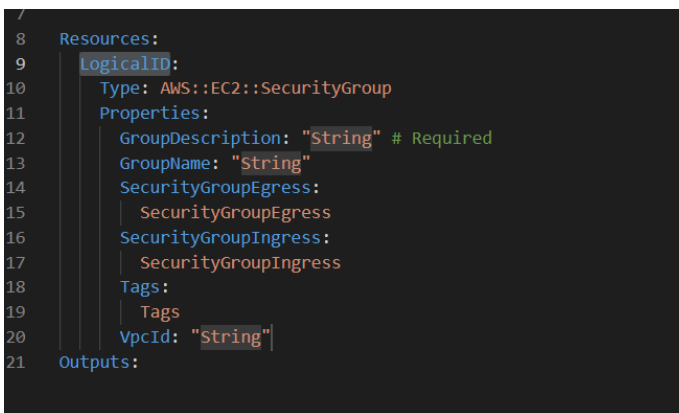 7
8 Resources:
9   LogicalID:
10     Type: AWS::EC2::SecurityGroup
11     Properties:
12       GroupDescription: "String" # Required
13       GroupName: "String"
14       SecurityGroupEgress:
15         SecurityGroupEgress
16       SecurityGroupIngress:
17         SecurityGroupIngress
18       Tags:
19         Tags
20       VpcId: "String"
21 Outputs: